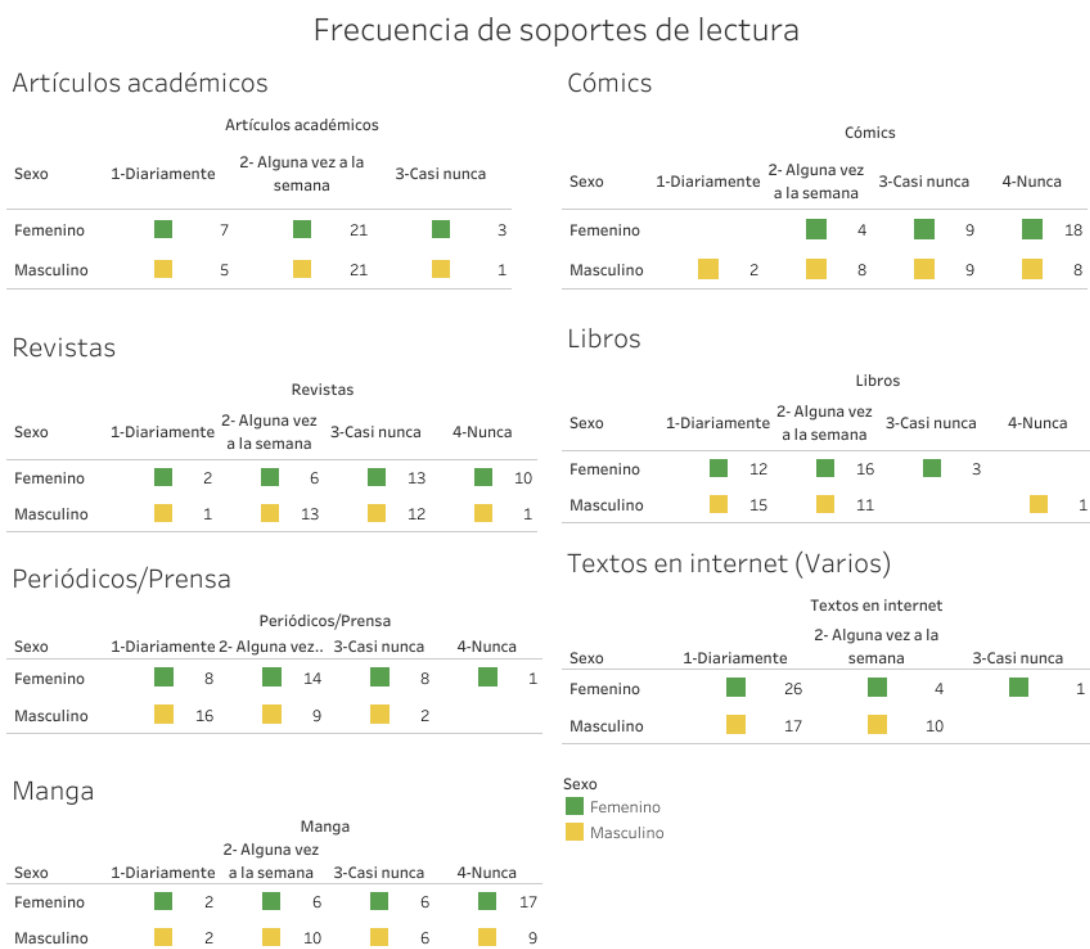 Frecuencia de soportes de lectura
Artículos académicos
Artículos académicos
Sexo 1-Diariamente 2- Alguna vez a la semana 3-Casi nunca
Femenino 7 21 3
Masculino 5 21 1
Revistas
Revistas
Sexo 1-Diariamente 2- Alguna vez a la semana 3-Casi nunca 4-Nunca
Femenino 2 6 13 10
Masculino 1 13 12 1
Periódicos/Prensa
Periódicos/Prensa
Sexo 1-Diariamente 2- Alguna vez.. 3-Casi nunca 4-Nunca
Femenino 8 14 8 1
Masculino 16 9 2
Manga
Manga
Sexo 1-Diariamente 2- Alguna vez a la semana 3-Casi nunca 4-Nunca
Femenino 2 6 6 17
Masculino 2 10 6 9
Cómics
Cómics
Sexo 1-Diariamente 2- Alguna vez a la semana 3-Casi nunca 4-Nunca
Femenino 4 9 18
Masculino 2 8 9 8
Libros
Libros
Sexo 1-Diariamente 2- Alguna vez a la semana 3-Casi nunca 4-Nunca
Femenino 12 16 3
Masculino 15 11 1
Textos en internet (Varios)
Textos en internet
Sexo 1-Diariamente 2- Alguna vez a la semana 3-Casi nunca
Femenino 26 4 1
Masculino 17 10
Sexo
Femenino
Masculino